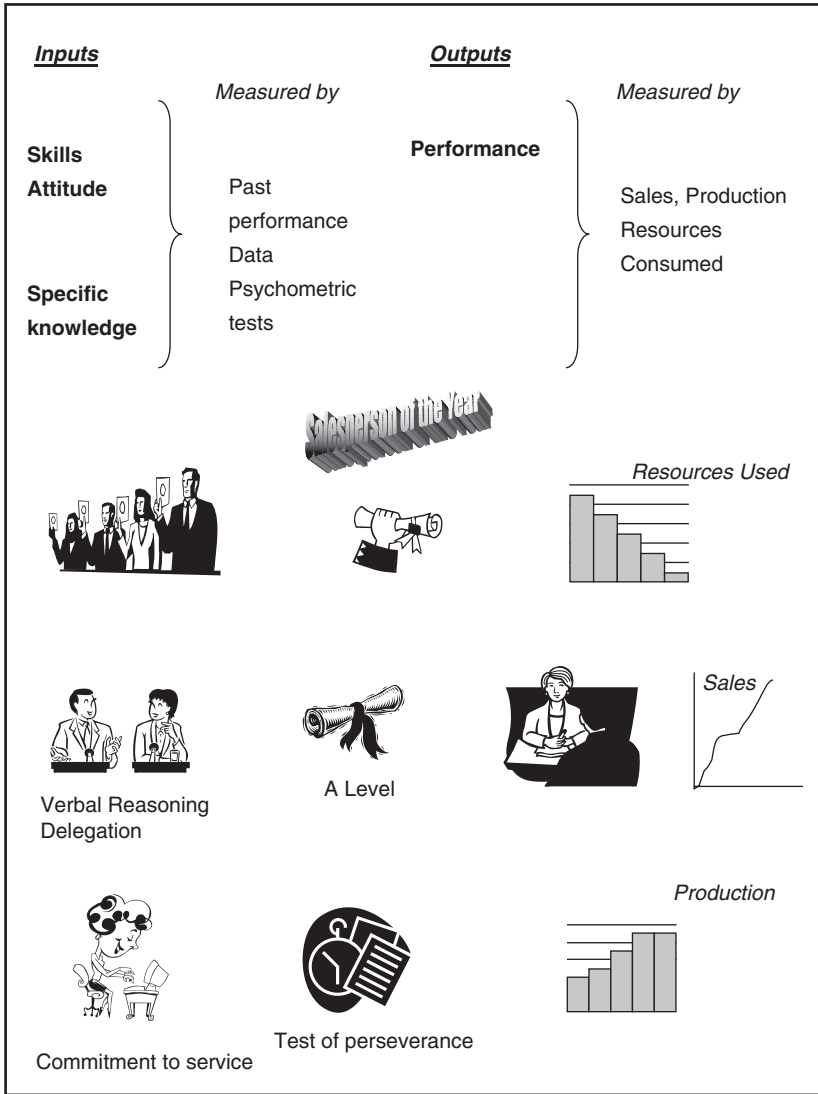 Inputs
Outputs
Measured by
Measured by
Skills
Attitude
Specific
knowledge
Past
performance
Data
Psychometric
tests
Performance
Sales, Production
Resources
Consumed
Salesperson of the Year
Resources Used
Verbal Reasoning
Delegation
A Level
Sales
Commitment to service
Test of perseverance
Production